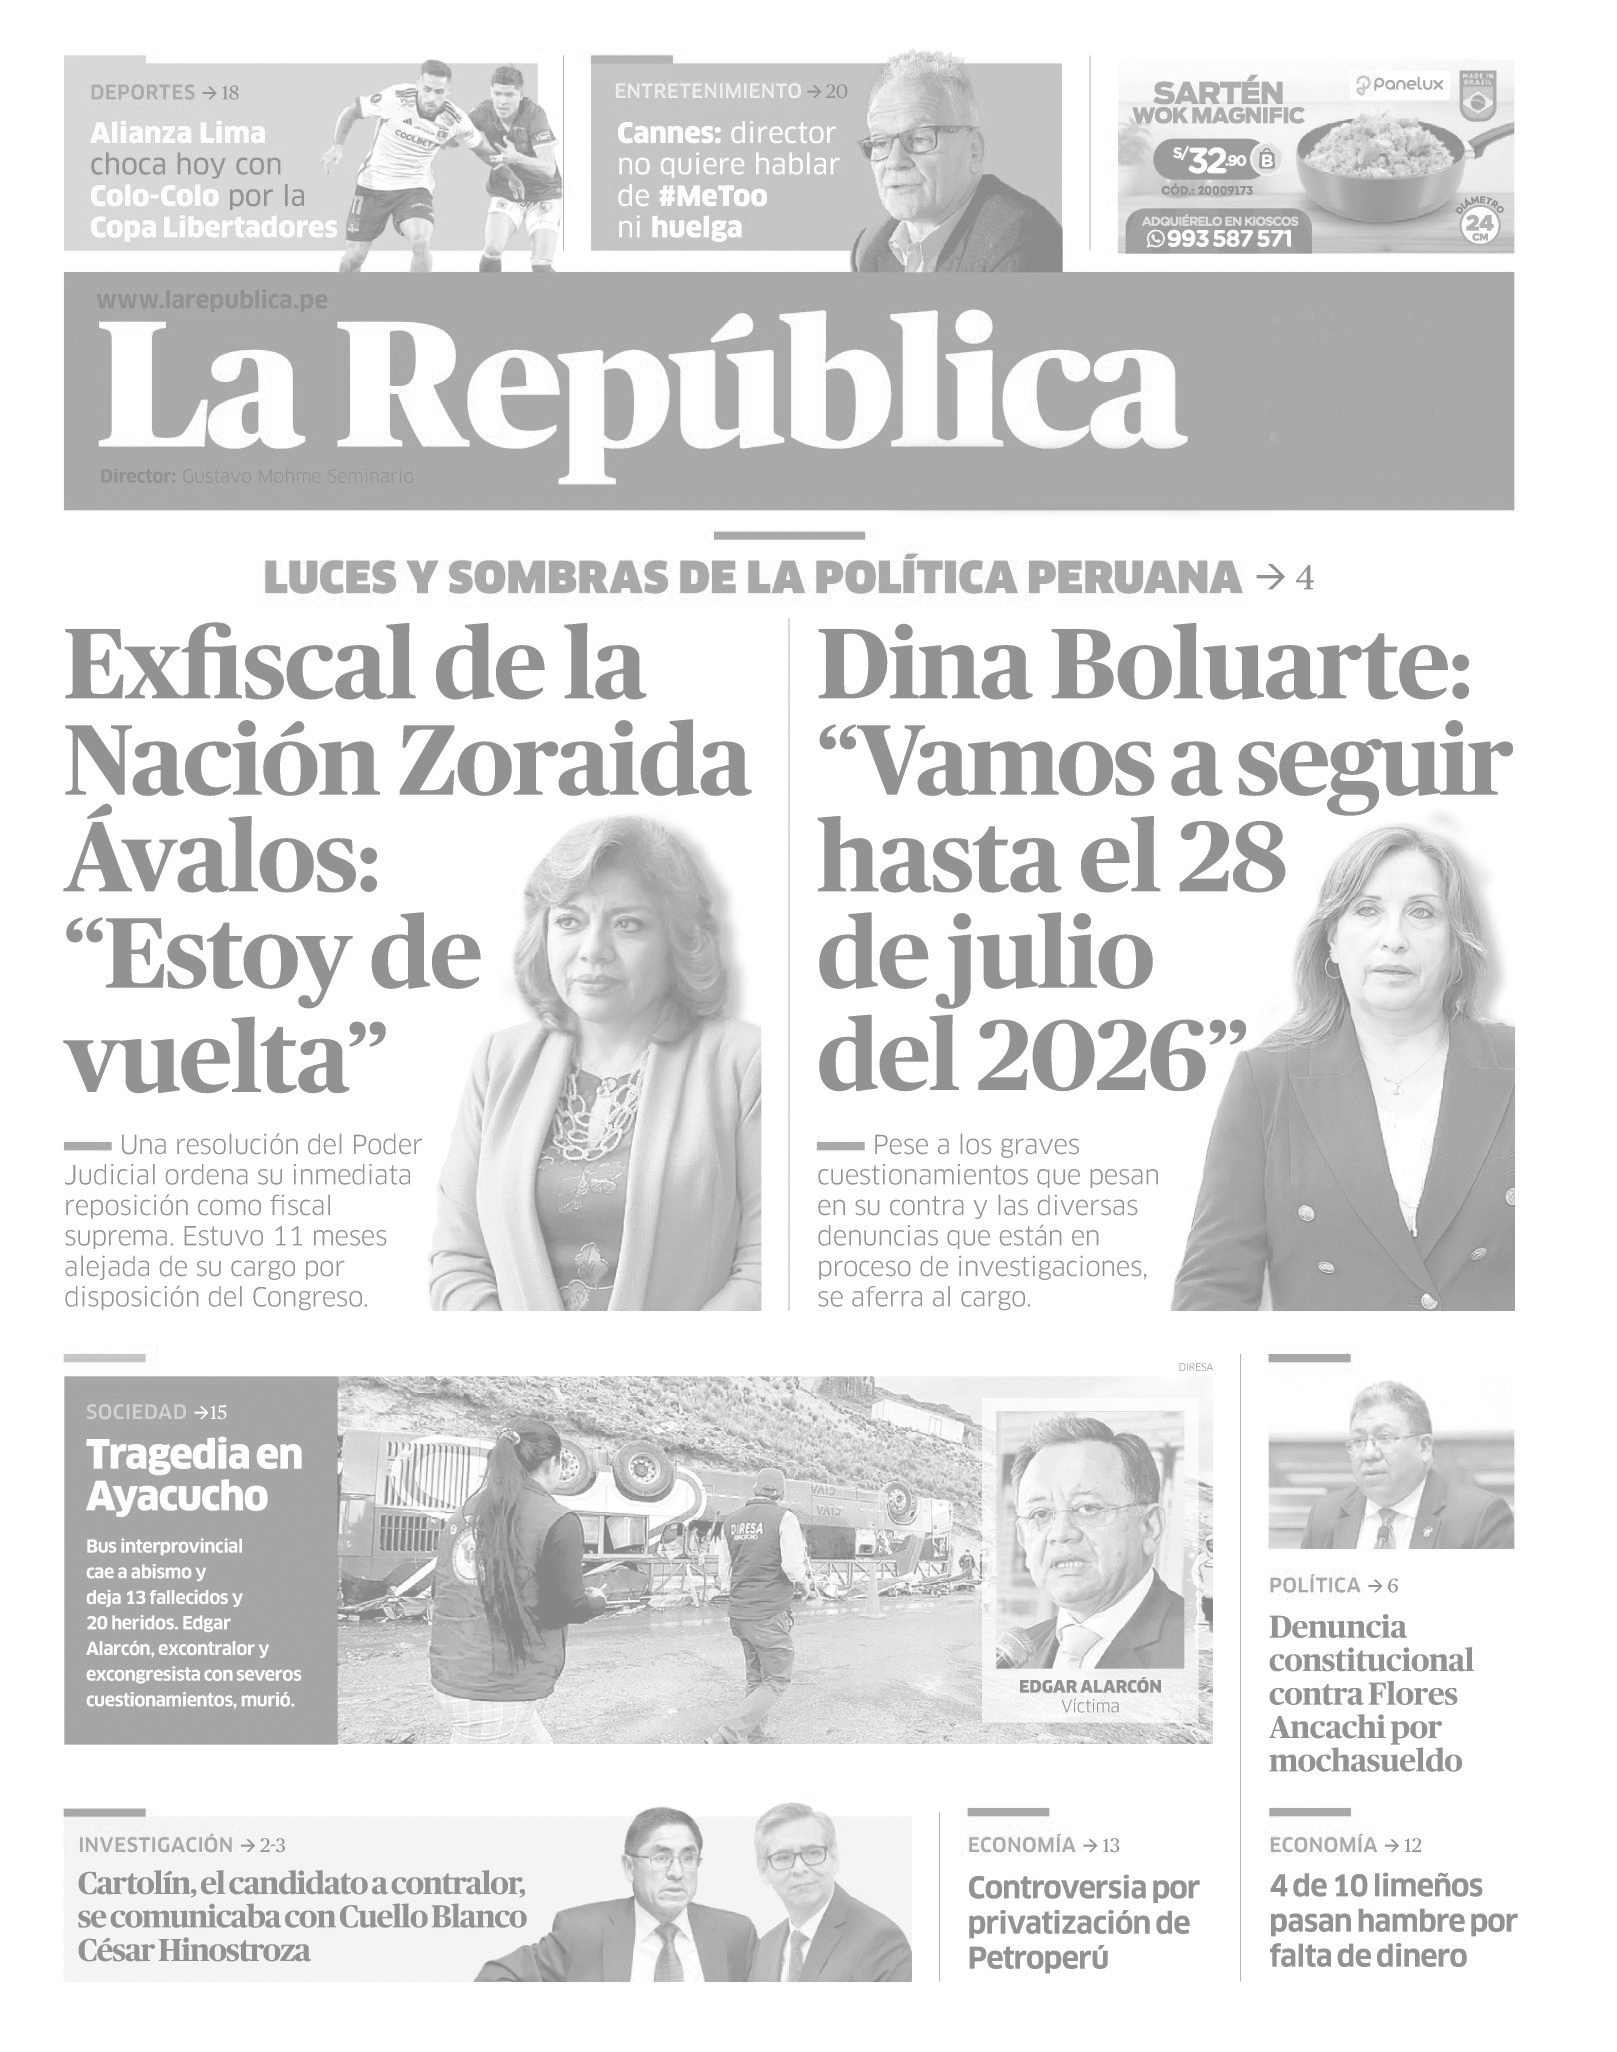 DEPORTES → 18
Alianza Lima
choca hoy con
Colo-Colo por la
Copa Libertadores
COOLBET
11
ENTRETENIMIENTO → 20
Cannes: director
no quiere hablar
de #MeToo
ni huelga
SARTÉN
WOK MAGNIFIC
panelux
MADE IN
BRAZIL
S/32.90 B
CÓD.: 20009173
ADQUIÉRELO EN KIOSCOS
993 587 571
DIÁMETRO
24
CM
www.larepublica.pe
La República
Director: Gustavo Mohme Seminario
LUCES Y SOMBRAS DE LA POLÍTICA PERUANA → 4
Exfiscal de la
Nación Zoraida
Ávalos:
“Estoy de
vuelta”
Una resolución del Poder
Judicial ordena su inmediata
reposición como fiscal
suprema. Estuvo 11 meses
alejada de su cargo por
disposición del Congreso.
Dina Boluarte:
“Vamos a seguir
hasta el 28
de julio
del 2026”
Pese a los graves
cuestionamientos que pesan
en su contra y las diversas
denuncias que están en
proceso de investigaciones,
se aferra al cargo.
DIRESA
SOCIEDAD →15
Tragedia en
Ayacucho
Bus interprovincial
cae a abismo y
deja 13 fallecidos y
20 heridos. Edgar
Alarcón, excontralor y
excongresista con severos
cuestionamientos, murió.
DIRESA
AYACUCHO
EDGAR ALARCÓN
Víctima
POLÍTICA → 6
Denuncia
constitucional
contra Flores
Ancachi por
mochasueldo
INVESTIGACIÓN → 2-3
Cartolín, el candidato a contralor,
se comunicaba con Cuello Blanco
César Hinostroza
ECONOMÍA → 13
Controversia por
privatización de
Petroperú
ECONOMÍA → 12
4 de 10 limeños
pasan hambre por
falta de dinero